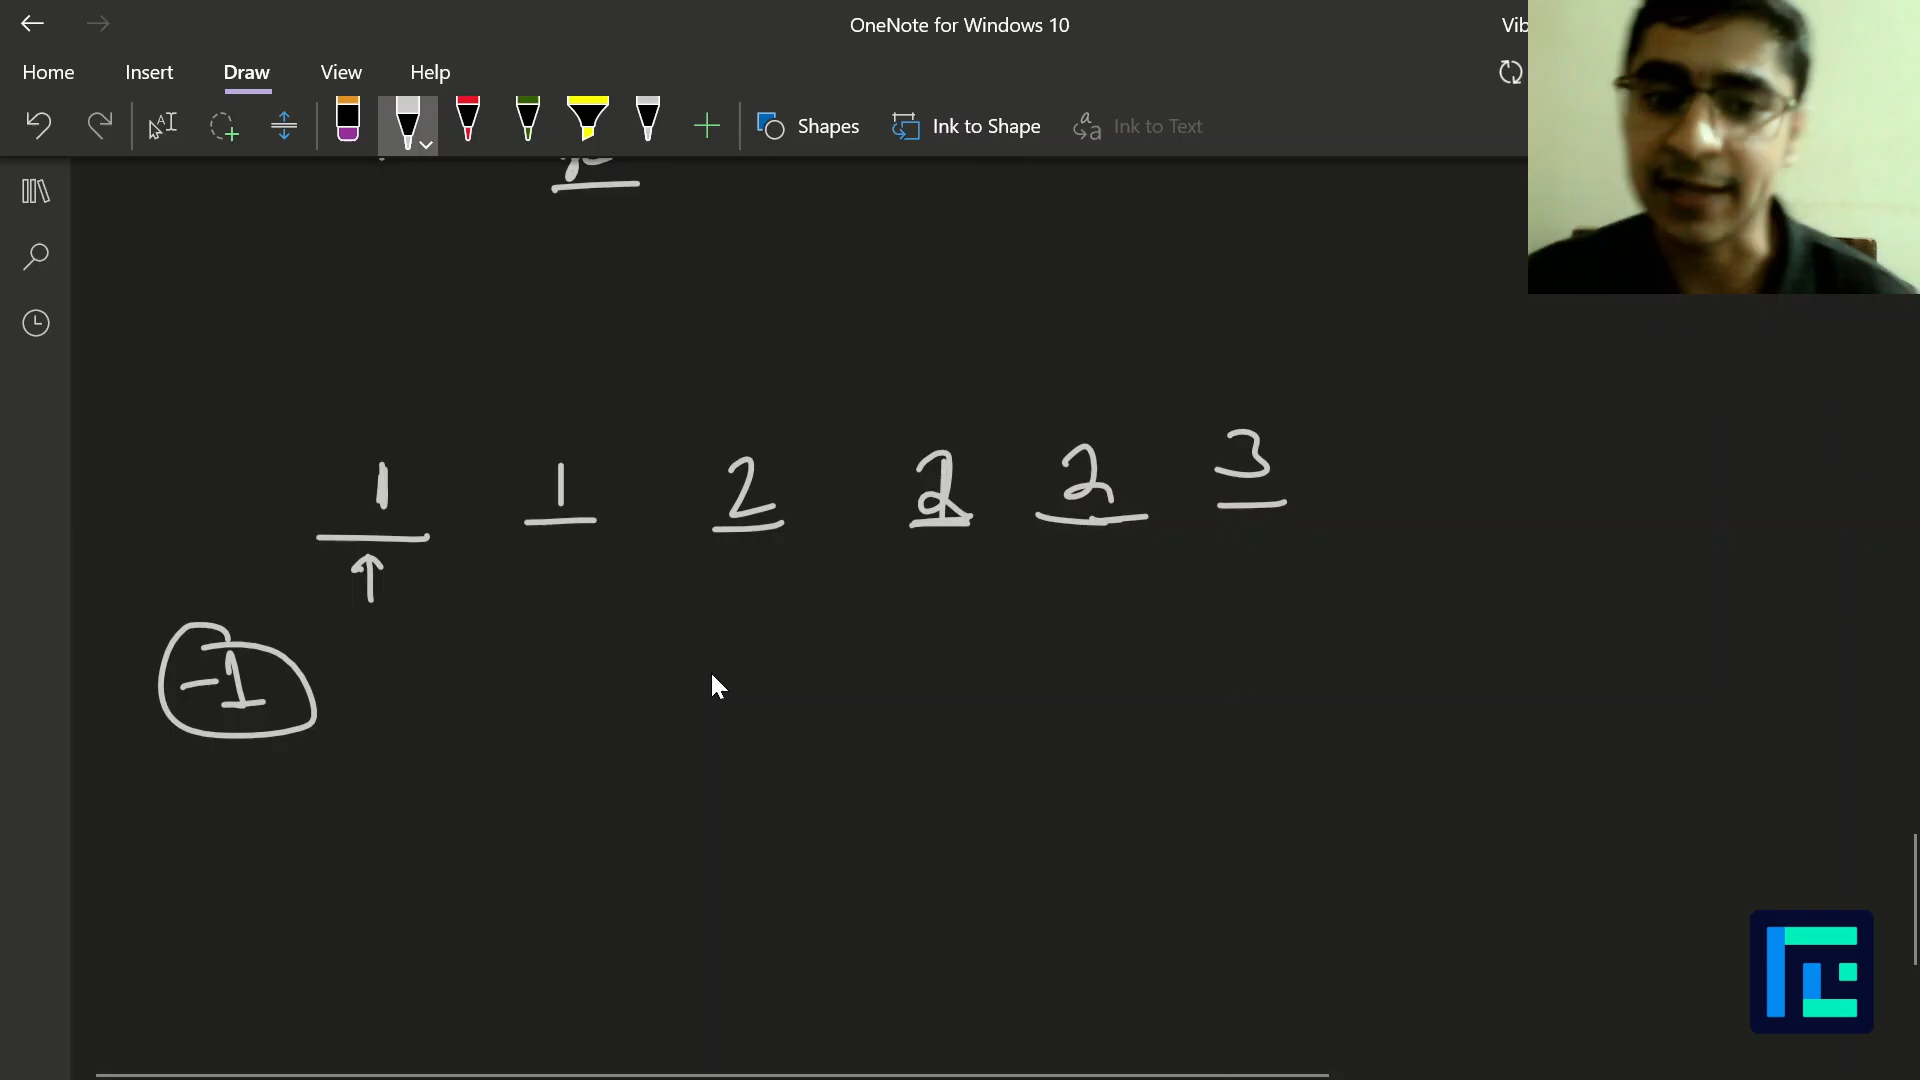 OneNote for Windows 10
Vib
Home Insert Draw View Help
Shapes Ink to Shape Ink to Text
1 1 2 2 2 3
-1